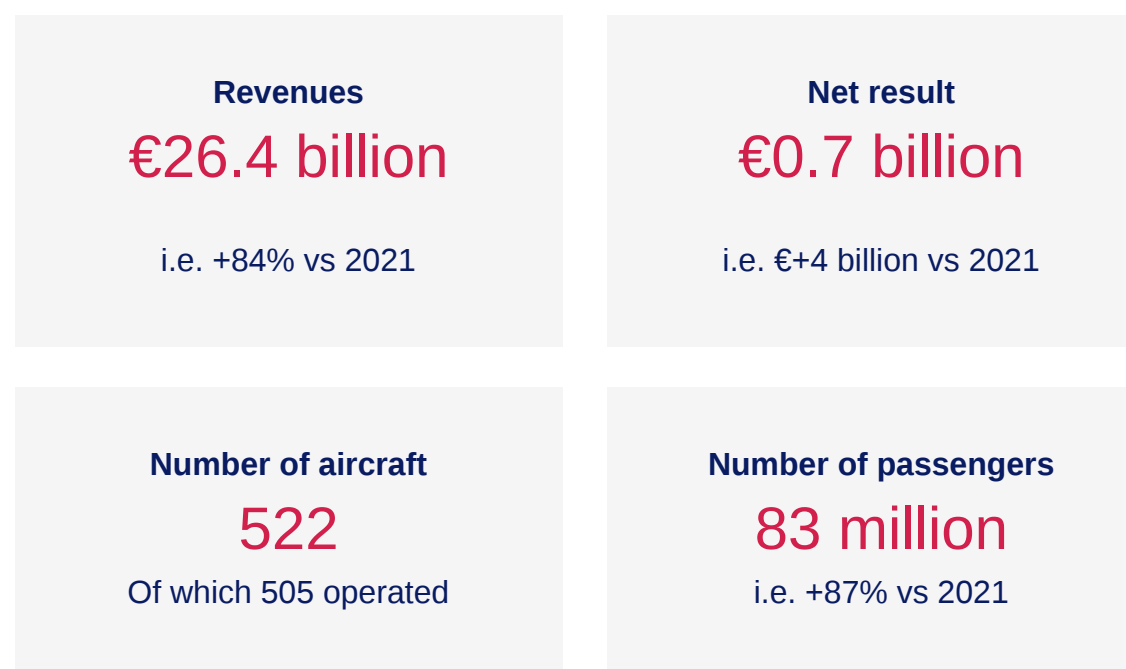 Revenues
€26.4 billion
i.e. +84% vs 2021
Net result
€0.7 billion
i.e. €+4 billion vs 2021
Number of aircraft
522
Of which 505 operated
Number of passengers
83 million
i.e. +87% vs 2021